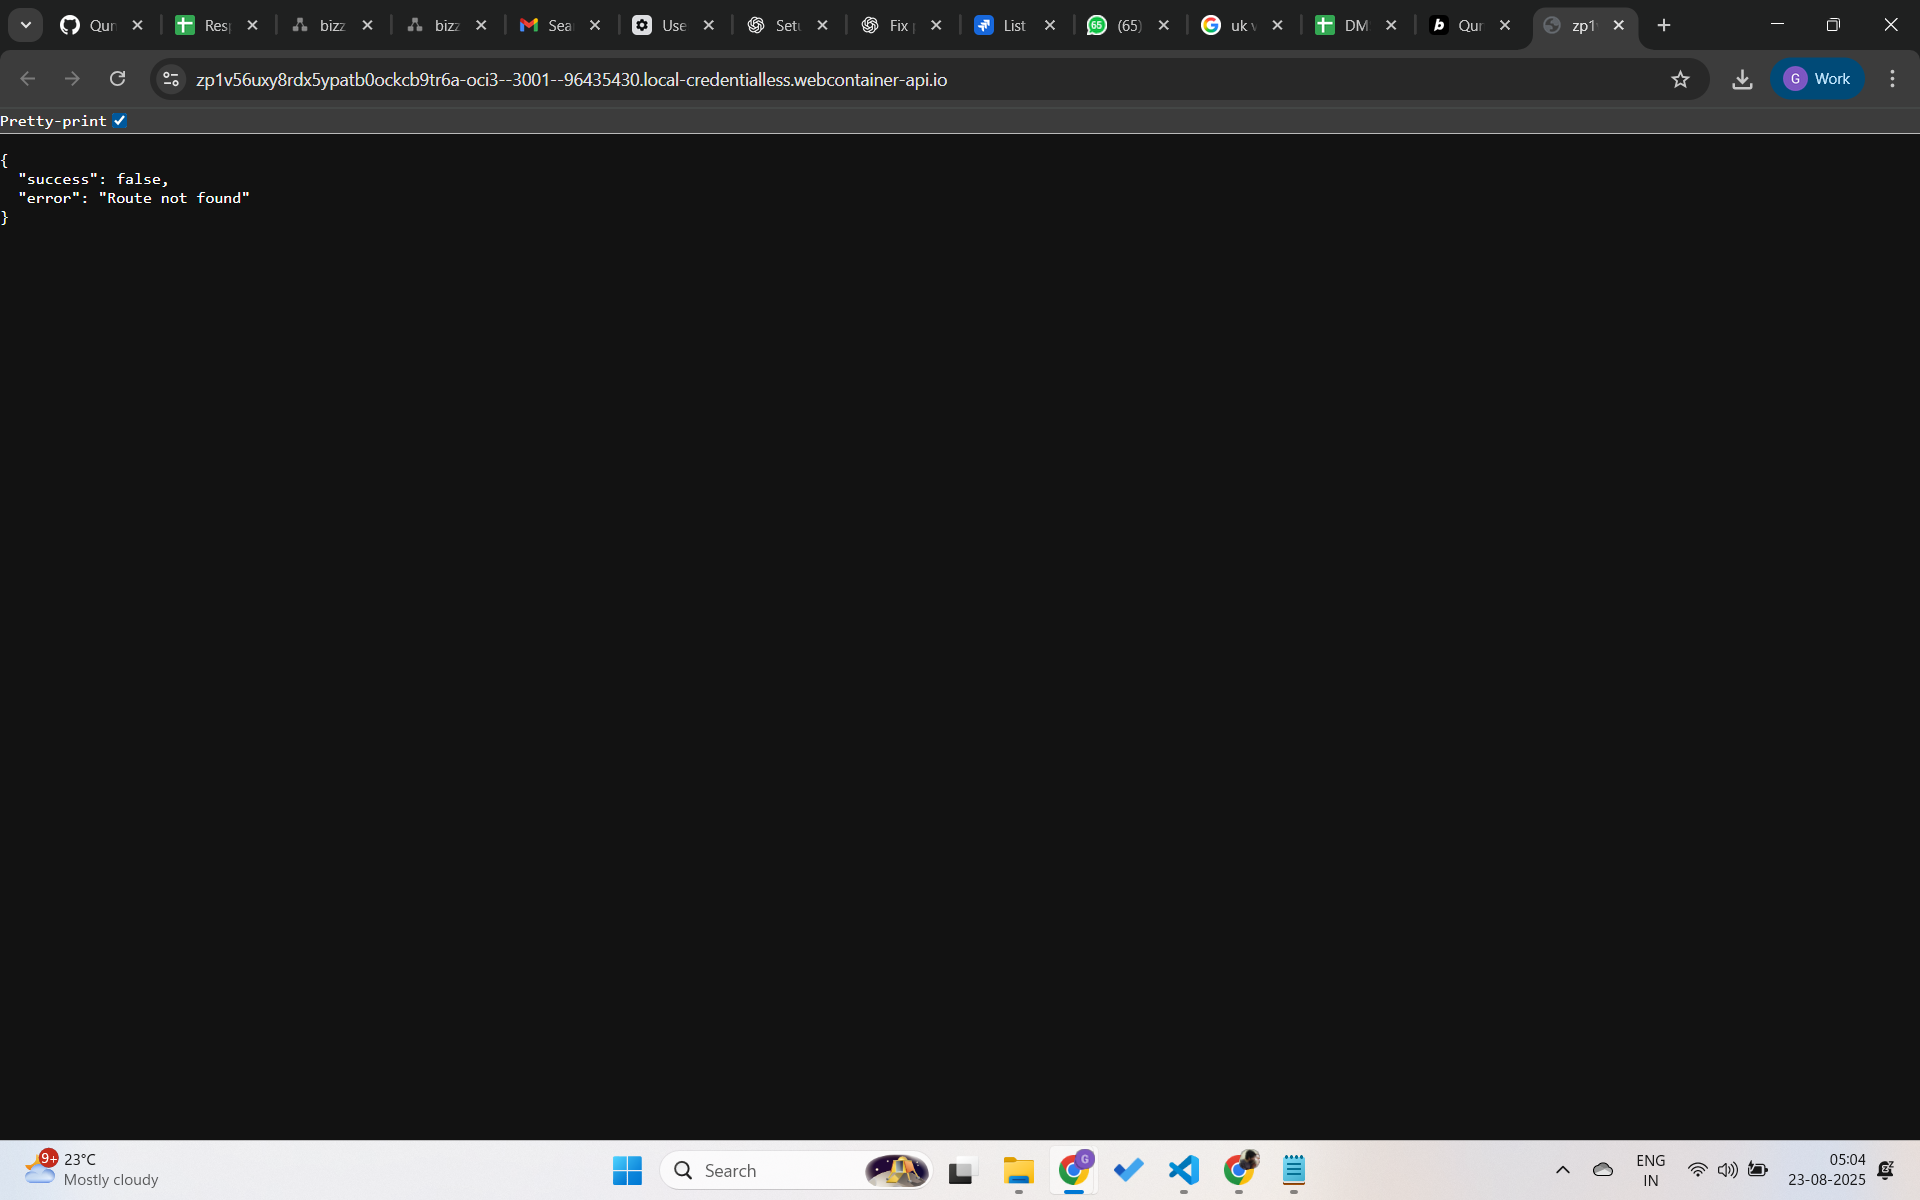 Qun
Res
bizz
bizz
Sea
Use
Setu
Fix p
List
65 (65)
uk v
DM
b Qur
zp1
zp1v56uxy8rdx5ypatb0ockcb9tr6a-oci3--3001--96435430.local-credentialless.webcontainer-api.io
G Work
Pretty-print
{
"success": false,
"error": "Route not found"
}
9+ 23°C
Mostly cloudy
Search
G
ENG
IN
05:04
23-08-2025